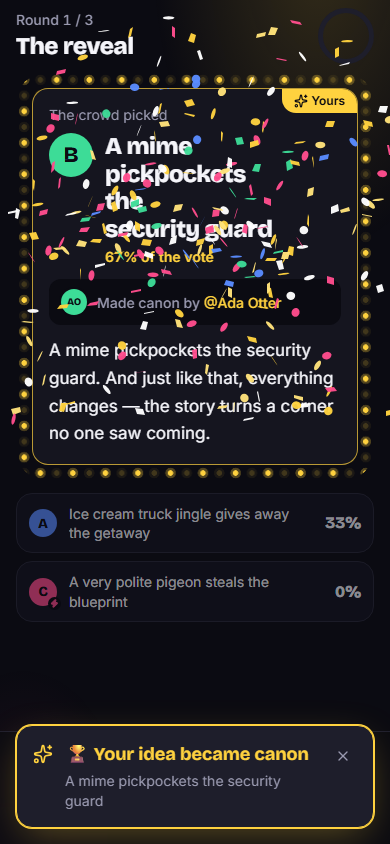 Round 1 / 3
The reveal
Yours
The crowd picked
B
A mime
pickpockets
the
security guard
67% of the vote
AO
Made canon by @Ada Otter
A mime pickpockets the security
guard. And just like that, everything
changes — the story turns a corner
no one saw coming.
A
Ice cream truck jingle gives away
the getaway
33%
C
A very polite pigeon steals the
blueprint
0%
🏆 Your idea became canon
A mime pickpockets the security
guard